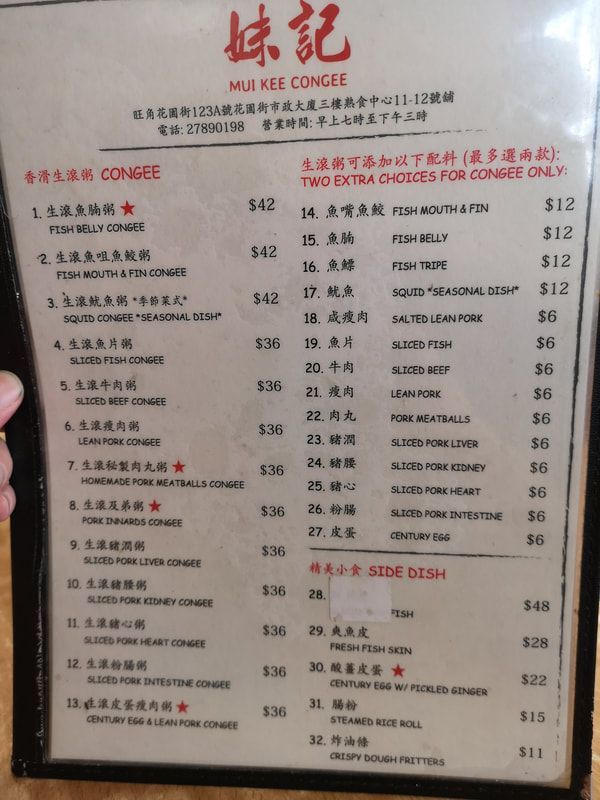 妹記
MUI KEE CONGEE
旺角花園街123A號花園街市政大廈三樓熟食中心11-12號舖
電話: 27890198 營業時間: 早上七時至下午三時
香滑生滾粥 CONGEE
1. 生滾魚腩粥 ★ $42
FISH BELLY CONGEE
2. 生滾魚咀魚鮫粥 $42
FISH MOUTH & FIN CONGEE
3. 生滾魷魚粥 *季節菜式* $42
SQUID CONGEE *SEASONAL DISH*
4. 生滾魚片粥 $36
SLICED FISH CONGEE
5. 生滾牛肉粥 $36
SLICED BEEF CONGEE
6. 生滾瘦肉粥 $36
LEAN PORK CONGEE
7. 生滾秘製肉丸粥 ★ $36
HOMEMADE PORK MEATBALLS CONGEE
8. 生滾及弟粥 ★ $36
PORK INNARDS CONGEE
9. 生滾豬潤粥 $36
SLICED PORK LIVER CONGEE
10. 生滾豬腰粥 $36
SLICED PORK KIDNEY CONGEE
11. 生滾豬心粥 $36
SLICED PORK HEART CONGEE
12. 生滾粉腸粥 $36
SLICED PORK INTESTINE CONGEE
13. 生滾皮蛋瘦肉粥 ★ $36
CENTURY EGG & LEAN PORK CONGEE
生滾粥可添加以下配料 (最多選兩款):
TWO EXTRA CHOICES FOR CONGEE ONLY:
14. 魚嘴魚鮫 FISH MOUTH & FIN $12
15. 魚腩 FISH BELLY $12
16. 魚鰾 FISH TRIPE $12
17. 魷魚 SQUID *SEASONAL DISH* $12
18. 咸瘦肉 SALTED LEAN PORK $6
19. 魚片 SLICED FISH $6
20. 牛肉 SLICED BEEF $6
21. 瘦肉 LEAN PORK $6
22. 肉丸 PORK MEATBALLS $6
23. 豬潤 SLICED PORK LIVER $6
24. 豬腰 SLICED PORK KIDNEY $6
25. 豬心 SLICED PORK HEART $6
26. 粉腸 SLICED PORK INTESTINE $6
27. 皮蛋 CENTURY EGG $6
精美小食 SIDE DISH
28. $48
FISH
29. 爽魚皮 $28
FRESH FISH SKIN
30. 酸薑皮蛋 ★ $22
CENTURY EGG W/ PICKLED GINGER
31. 腸粉 $15
STEAMED RICE ROLL
32. 炸油條 $11
CRISPY DOUGH FRITTERS